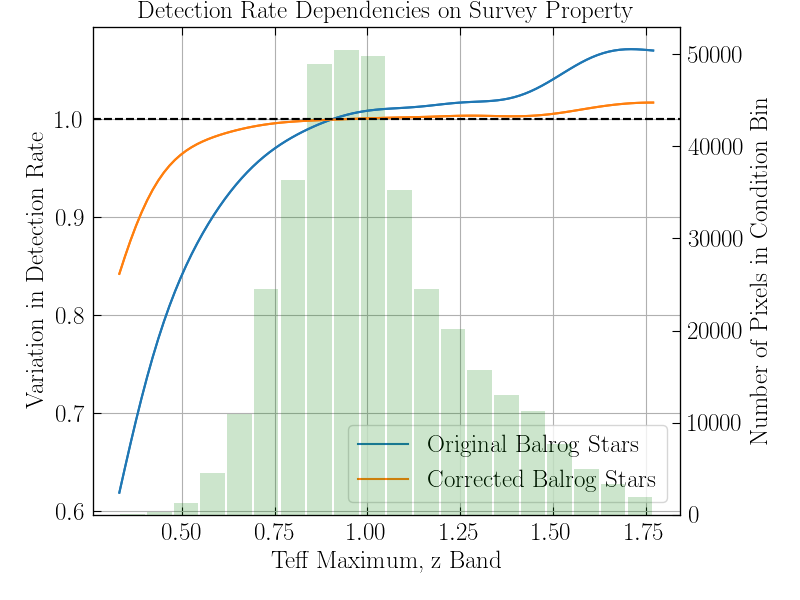 Detection Rate Dependencies on Survey Property
Variation in Detection Rate
1.0
0.9
0.8
0.7
0.6
50000
40000
30000
20000
10000
0
Number of Pixels in Condition Bin
Original Balrog Stars
Corrected Balrog Stars
0.50 0.75 1.00 1.25 1.50 1.75
Teff Maximum, z Band